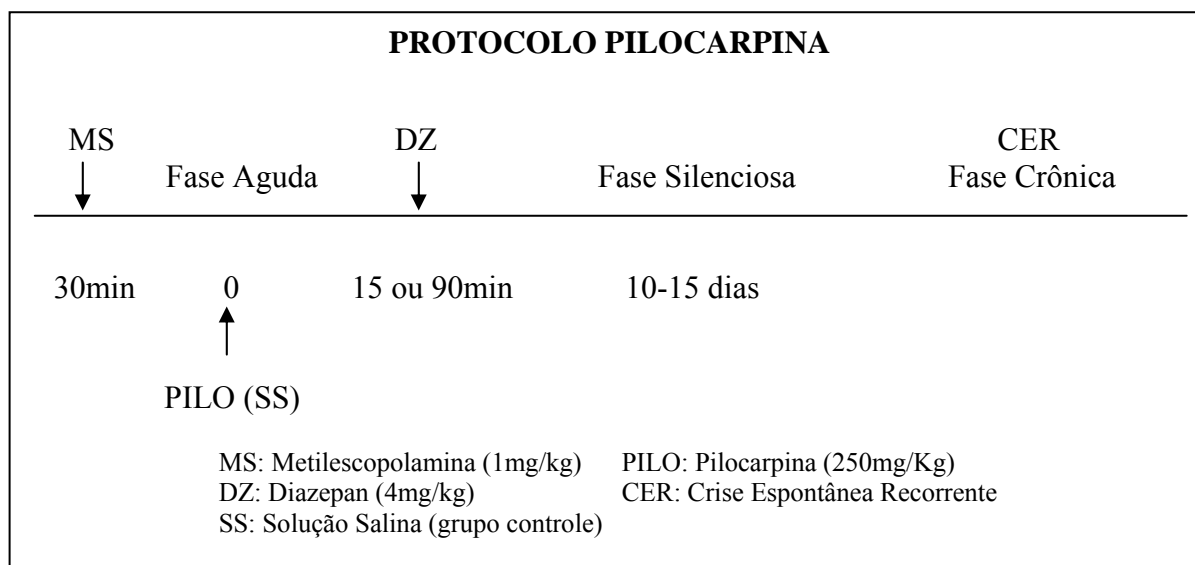 PROTOCOLO PILOCARPINA
MS DZ CER
Fase Aguda Fase Silenciosa Fase Crônica
30min 0 15 ou 90min 10-15 dias
PILO (SS)
MS: Metilescopolamina (1mg/kg) PILO: Pilocarpina (250mg/Kg)
DZ: Diazepan (4mg/kg) CER: Crise Espontânea Recorrente
SS: Solução Salina (grupo controle)